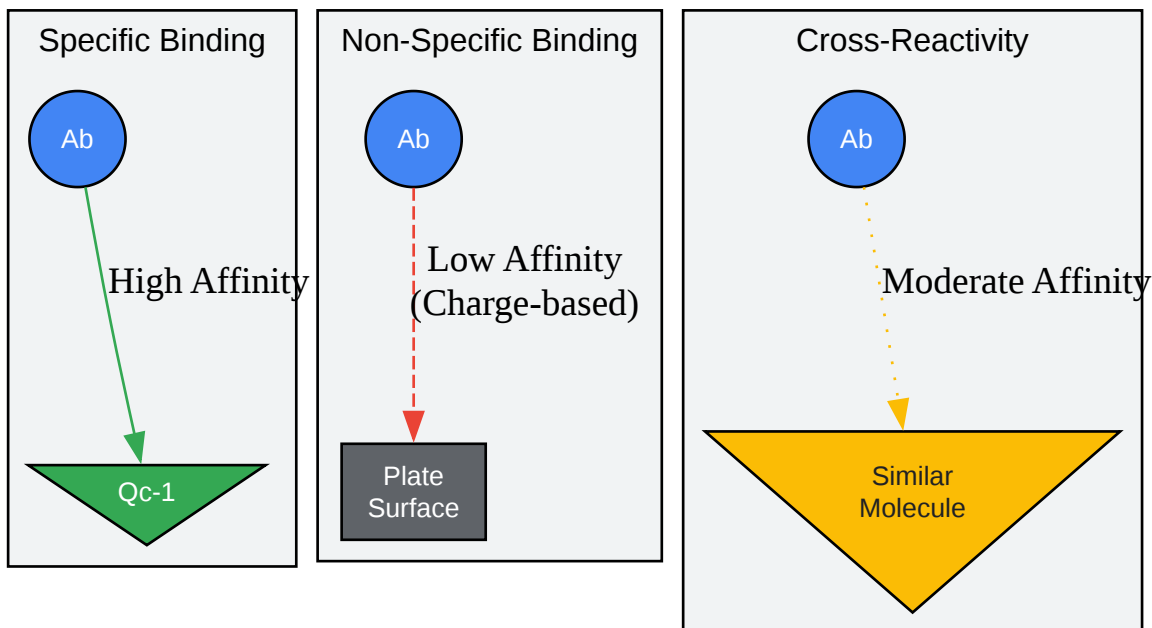 Specific Binding
Ab
High Affinity
Qc-1
Non-Specific Binding
Ab
Low Affinity
(Charge-based)
Plate
Surface
Cross-Reactivity
Ab
Moderate Affinity
Similar
Molecule